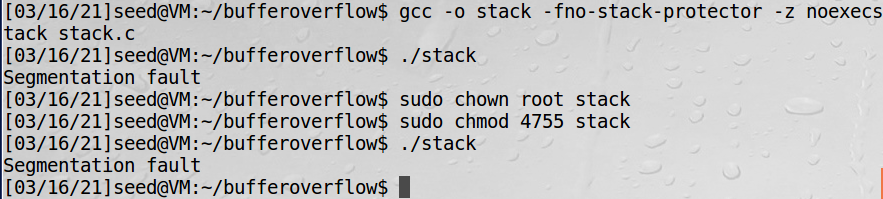 [03/16/21]seed@VM:~/bufferoverflow$ gcc -o stack -fno-stack-protector -z noexecs
tack stack.c
[03/16/21]seed@VM:~/bufferoverflow$ ./stack
Segmentation fault
[03/16/21]seed@VM:~/bufferoverflow$ sudo chown root stack
[03/16/21]seed@VM:~/bufferoverflow$ sudo chmod 4755 stack
[03/16/21]seed@VM:~/bufferoverflow$ ./stack
Segmentation fault
[03/16/21]seed@VM:~/bufferoverflow$